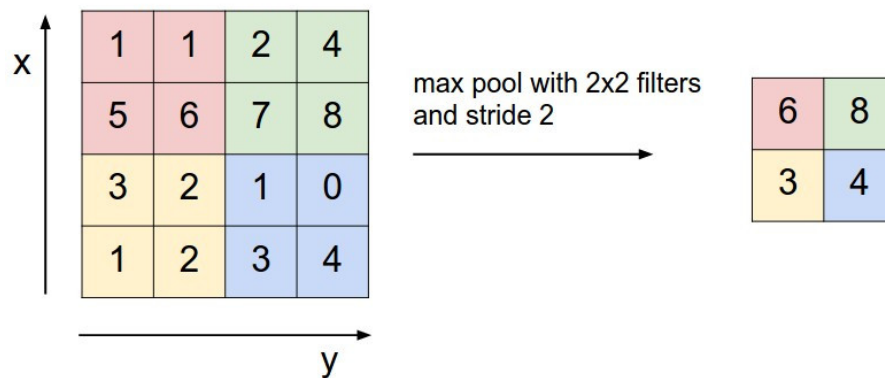 x
1 1 2 4
5 6 7 8
3 2 1 0
1 2 3 4
y
max pool with 2x2 filters
and stride 2
6 8
3 4